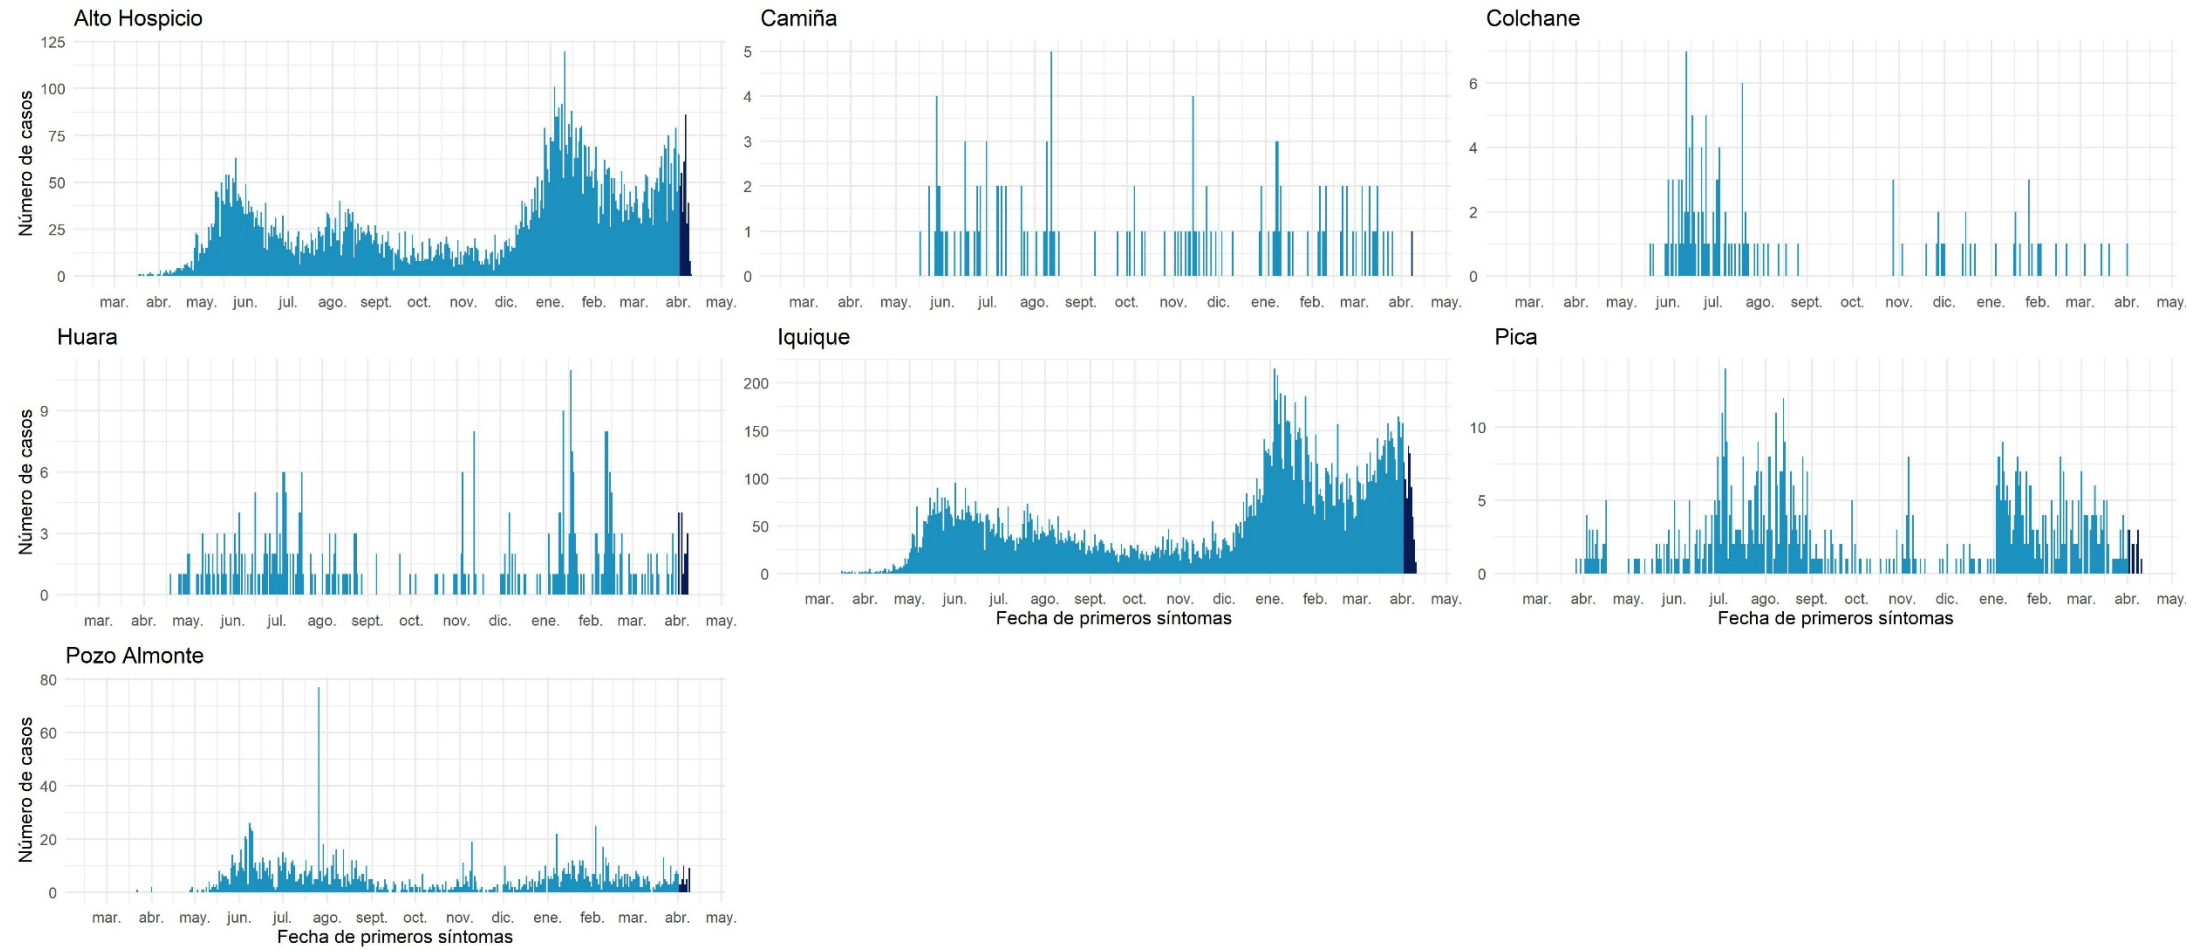 Alto Hospicio
Número de casos
125
100
75
50
25
0
mar. abr. may. jun. jul. ago. sept. oct. nov. dic. ene. feb. mar. abr. may.
Camiña
5
4
3
2
1
0
mar. abr. may. jun. jul. ago. sept. oct. nov. dic. ene. feb. mar. abr. may.
Colchane
6
4
2
0
mar. abr. may. jun. jul. ago. sept. oct. nov. dic. ene. feb. mar. abr. may.
Huara
Número de casos
9
6
3
0
mar. abr. may. jun. jul. ago. sept. oct. nov. dic. ene. feb. mar. abr. may.
Iquique
200
150
100
50
0
mar. abr. may. jun. jul. ago. sept. oct. nov. dic. ene. feb. mar. abr. may.
Fecha de primeros síntomas
Pica
10
5
0
mar. abr. may. jun. jul. ago. sept. oct. nov. dic. ene. feb. mar. abr. may.
Fecha de primeros síntomas
Pozo Almonte
Número de casos
80
60
40
20
0
mar. abr. may. jun. jul. ago. sept. oct. nov. dic. ene. feb. mar. abr. may.
Fecha de primeros síntomas